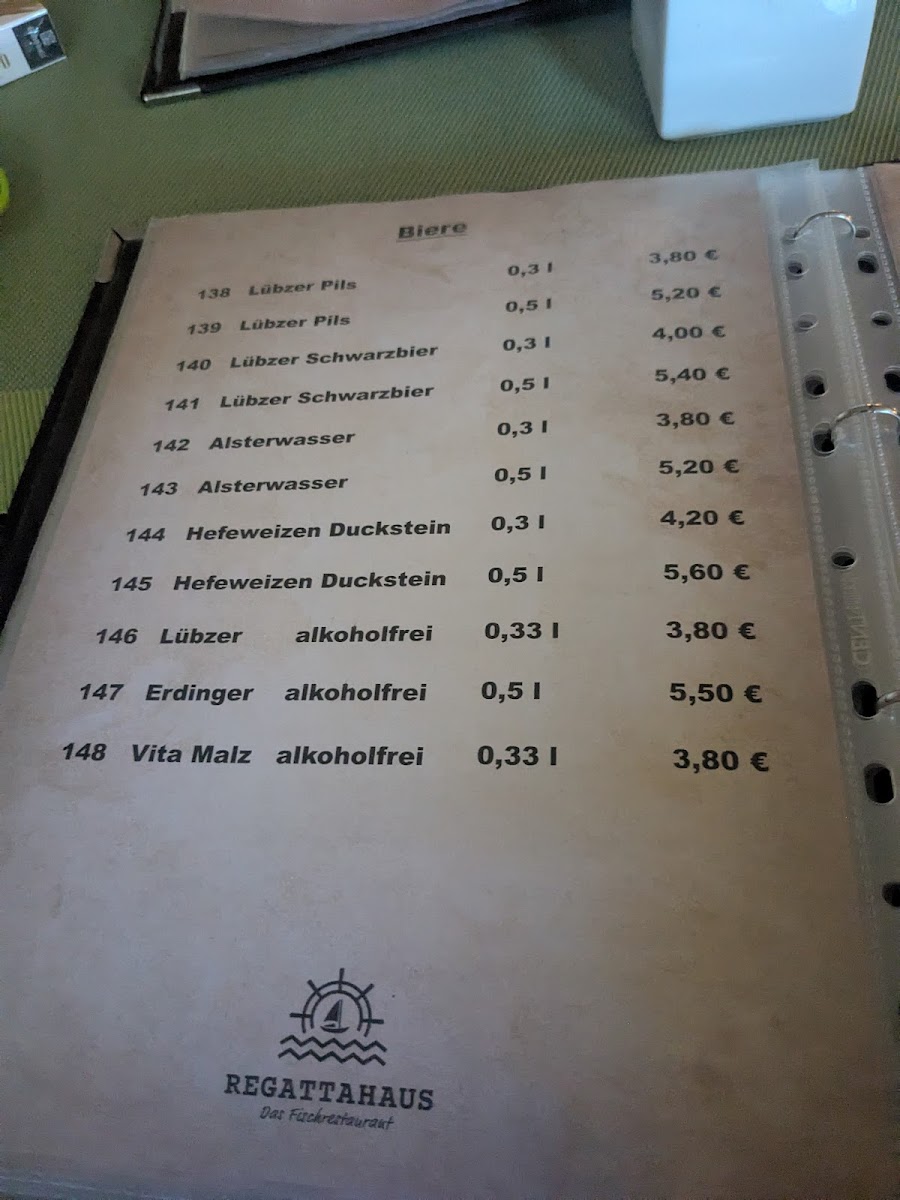 Biere
138 Lübzer Pils 0,3 l 3,80 €
139 Lübzer Pils 0,5 l 5,20 €
140 Lübzer Schwarzbier 0,3 l 4,00 €
141 Lübzer Schwarzbier 0,5 l 5,40 €
142 Alsterwasser 0,3 l 3,80 €
143 Alsterwasser 0,5 l 5,20 €
144 Hefeweizen Duckstein 0,3 l 4,20 €
145 Hefeweizen Duckstein 0,5 l 5,60 €
146 Lübzer alkoholfrei 0,33 l 3,80 €
147 Erdinger alkoholfrei 0,5 l 5,50 €
148 Vita Malz alkoholfrei 0,33 l 3,80 €
REGATTAHAUS
Das Fischrestaurant